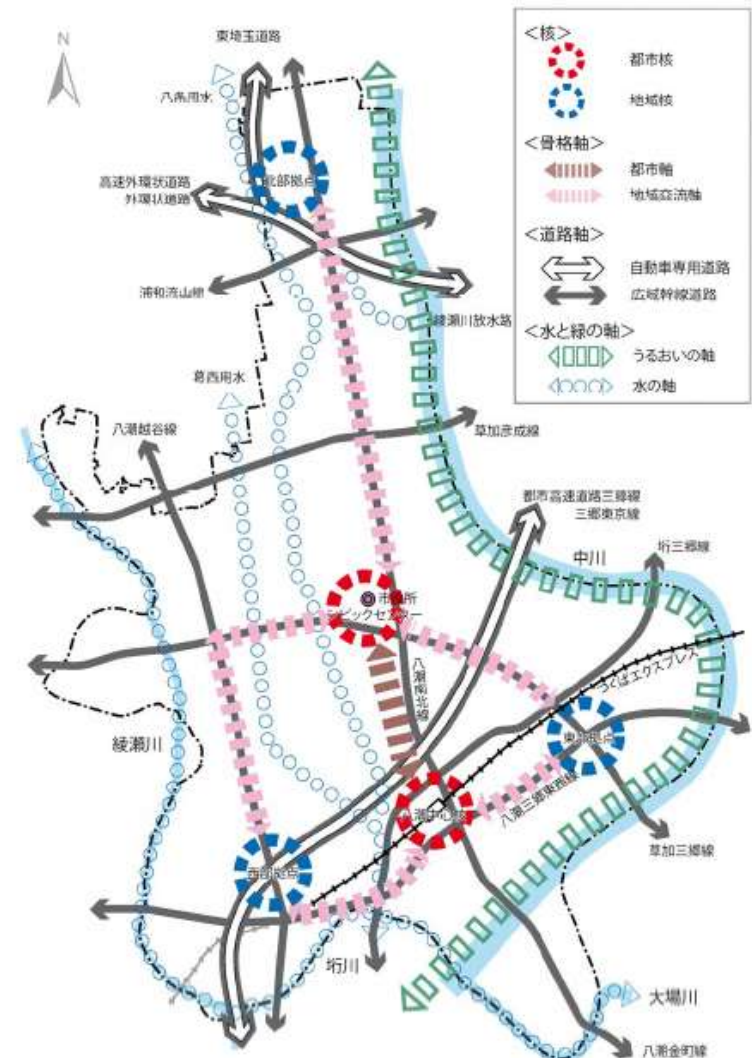 N
東埼玉道路
八条用水
高速外環状道路
外環状道路
北部拠点
浦和流山線
綾瀬川放水路
葛西用水
八潮越谷線
草加彦成線
都市高速道路三郷線
三郷東京線
中川
垳三郷線
市役所
シビックセンター
八潮南北線
つくばエクスプレス
東部拠点
綾瀬川
八潮三郷東西線
草加三郷線
西部拠点
垳川
大場川
八潮金町線
<核>
都市核
地域核
<骨格軸>
都市軸
地域交流軸
<道路軸>
自動車専用道路
広域幹線道路
<水と緑の軸>
うるおいの軸
水の軸